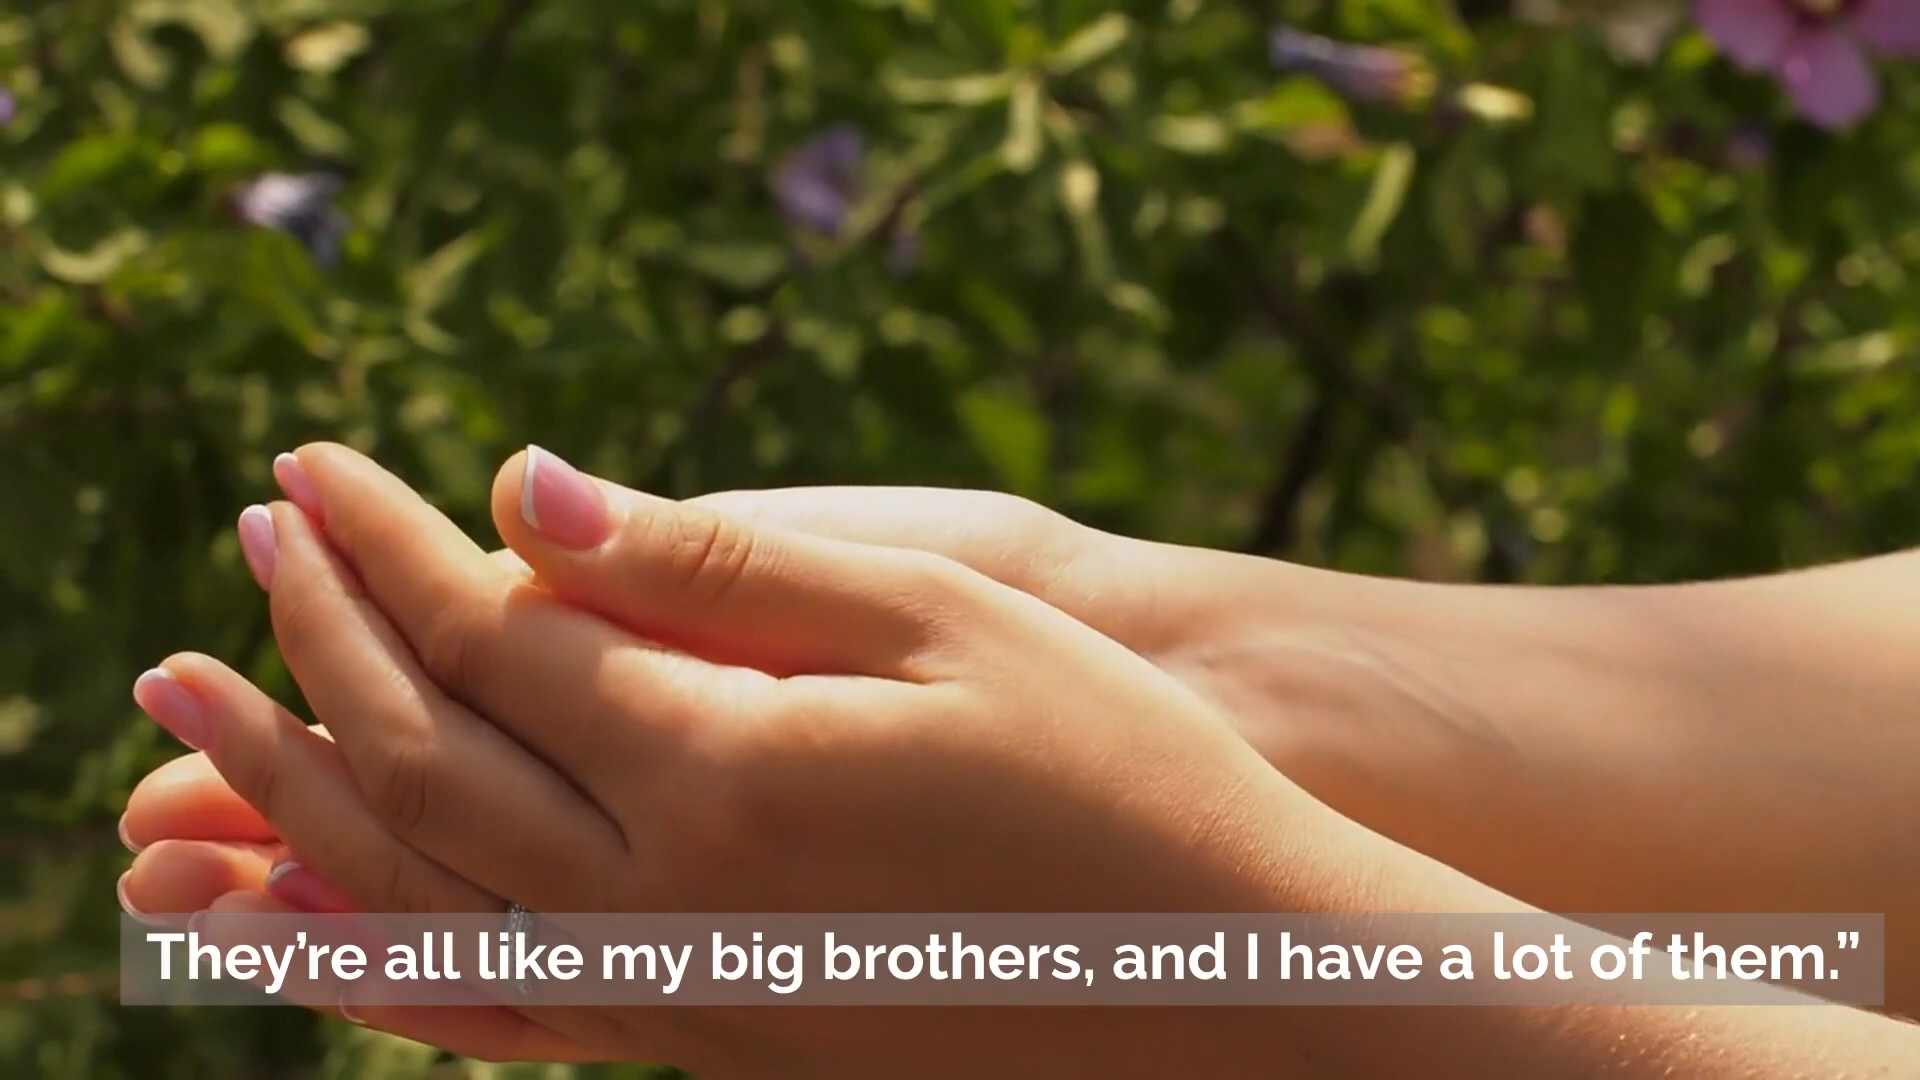 They’re all like my big brothers, and I have a lot of them.”